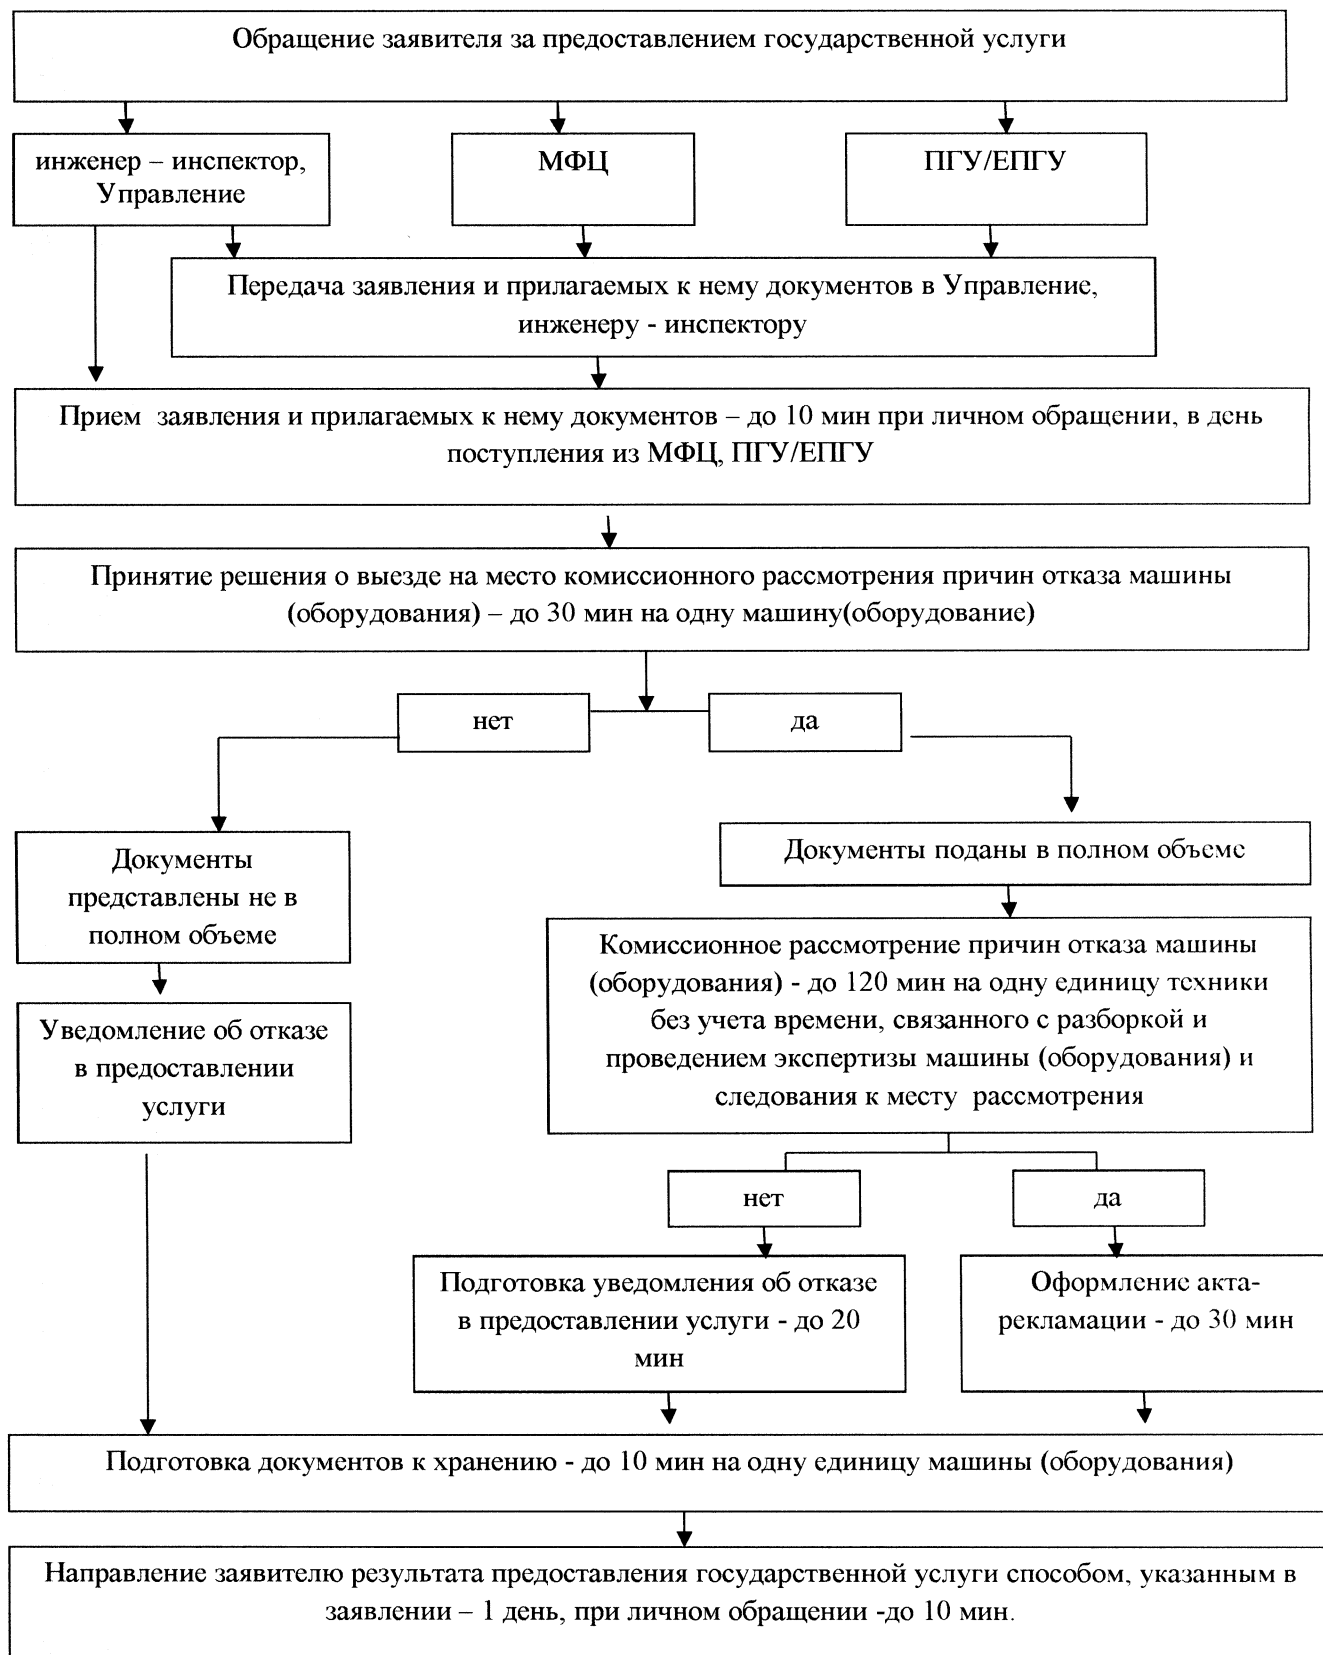 Обращение заявителя за предоставлением государственной услуги
инженер – инспектор,
Управление
МФЦ
ПГУ/ЕПГУ
Передача заявления и прилагаемых к нему документов в Управление,
инженеру - инспектору
Прием заявления и прилагаемых к нему документов – до 10 мин при личном обращении, в день
поступления из МФЦ, ПГУ/ЕПГУ
Принятие решения о выезде на место комиссионного рассмотрения причин отказа машины
(оборудования) – до 30 мин на одну машину(оборудование)
нет
да
Документы
представлены не в
полном объеме
Уведомление об отказе
в предоставлении
услуги
Документы поданы в полном объеме
Комиссионное рассмотрение причин отказа машины
(оборудования) - до 120 мин на одну единицу техники
без учета времени, связанного с разборкой и
проведением экспертизы машины (оборудования) и
следования к месту рассмотрения
нет
да
Подготовка уведомления об отказе
в предоставлении услуги - до 20
мин
Оформление акта-
рекламации - до 30 мин
Подготовка документов к хранению - до 10 мин на одну единицу машины (оборудования)
Направление заявителю результата предоставления государственной услуги способом, указанным в
заявлении – 1 день, при личном обращении -до 10 мин.